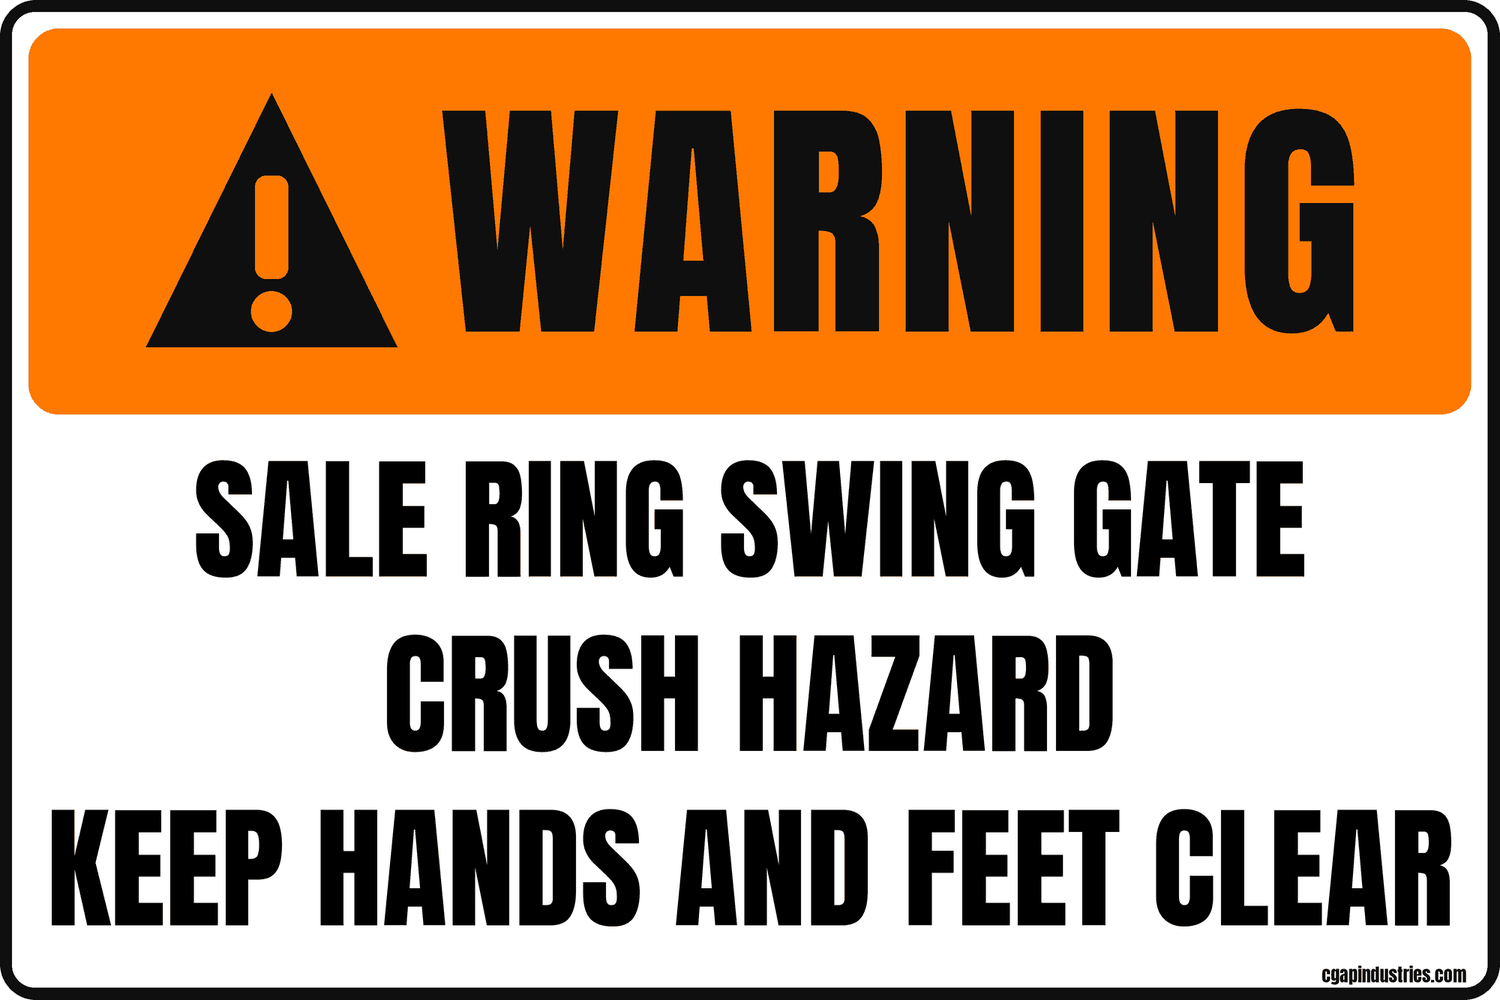 WARNING
SALE RING SWING GATE
CRUSH HAZARD
KEEP HANDS AND FEET CLEAR
cgapindustries.com